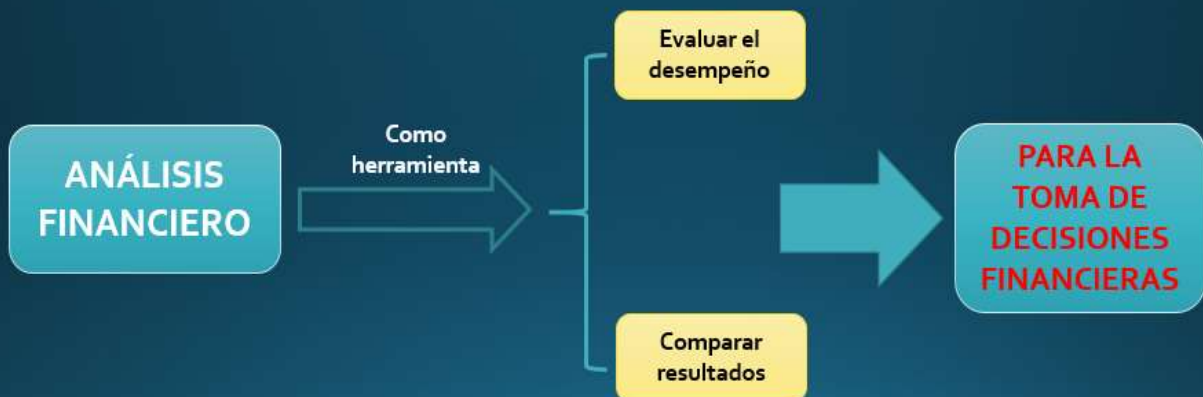 ANÁLISIS
FINANCIERO
Como
herramienta
Evaluar el
desempeño
Comparar
resultados
PARA LA
TOMA DE
DECISIONES
FINANCIERAS